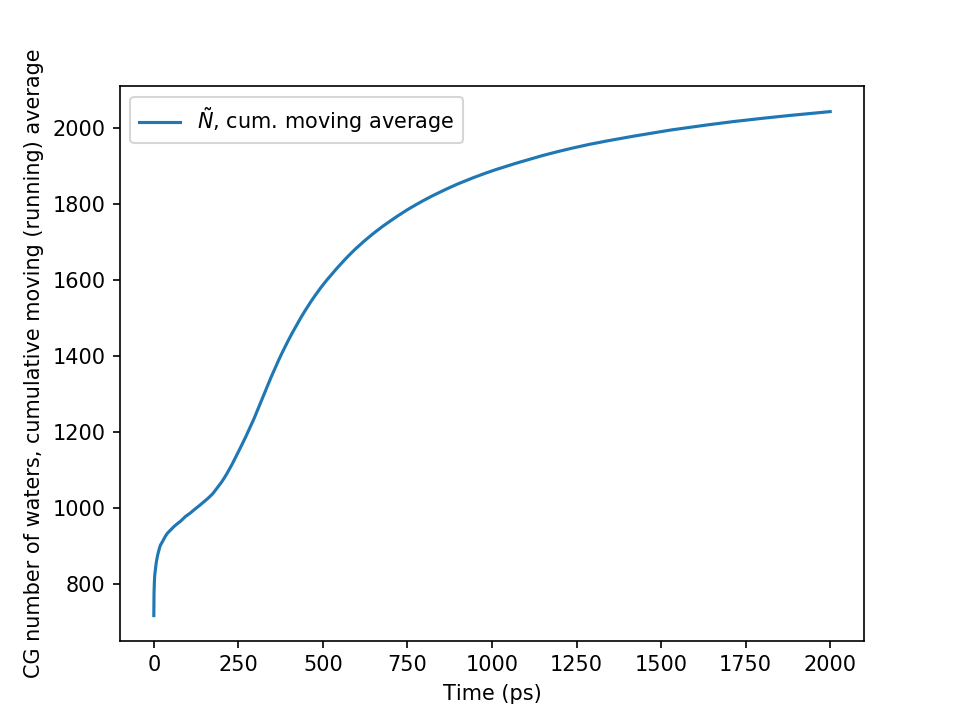 CG number of waters, cumulative moving (running) average
Ñ, cum. moving average
2000
1800
1600
1400
1200
1000
800
0 250 500 750 1000 1250 1500 1750 2000
Time (ps)